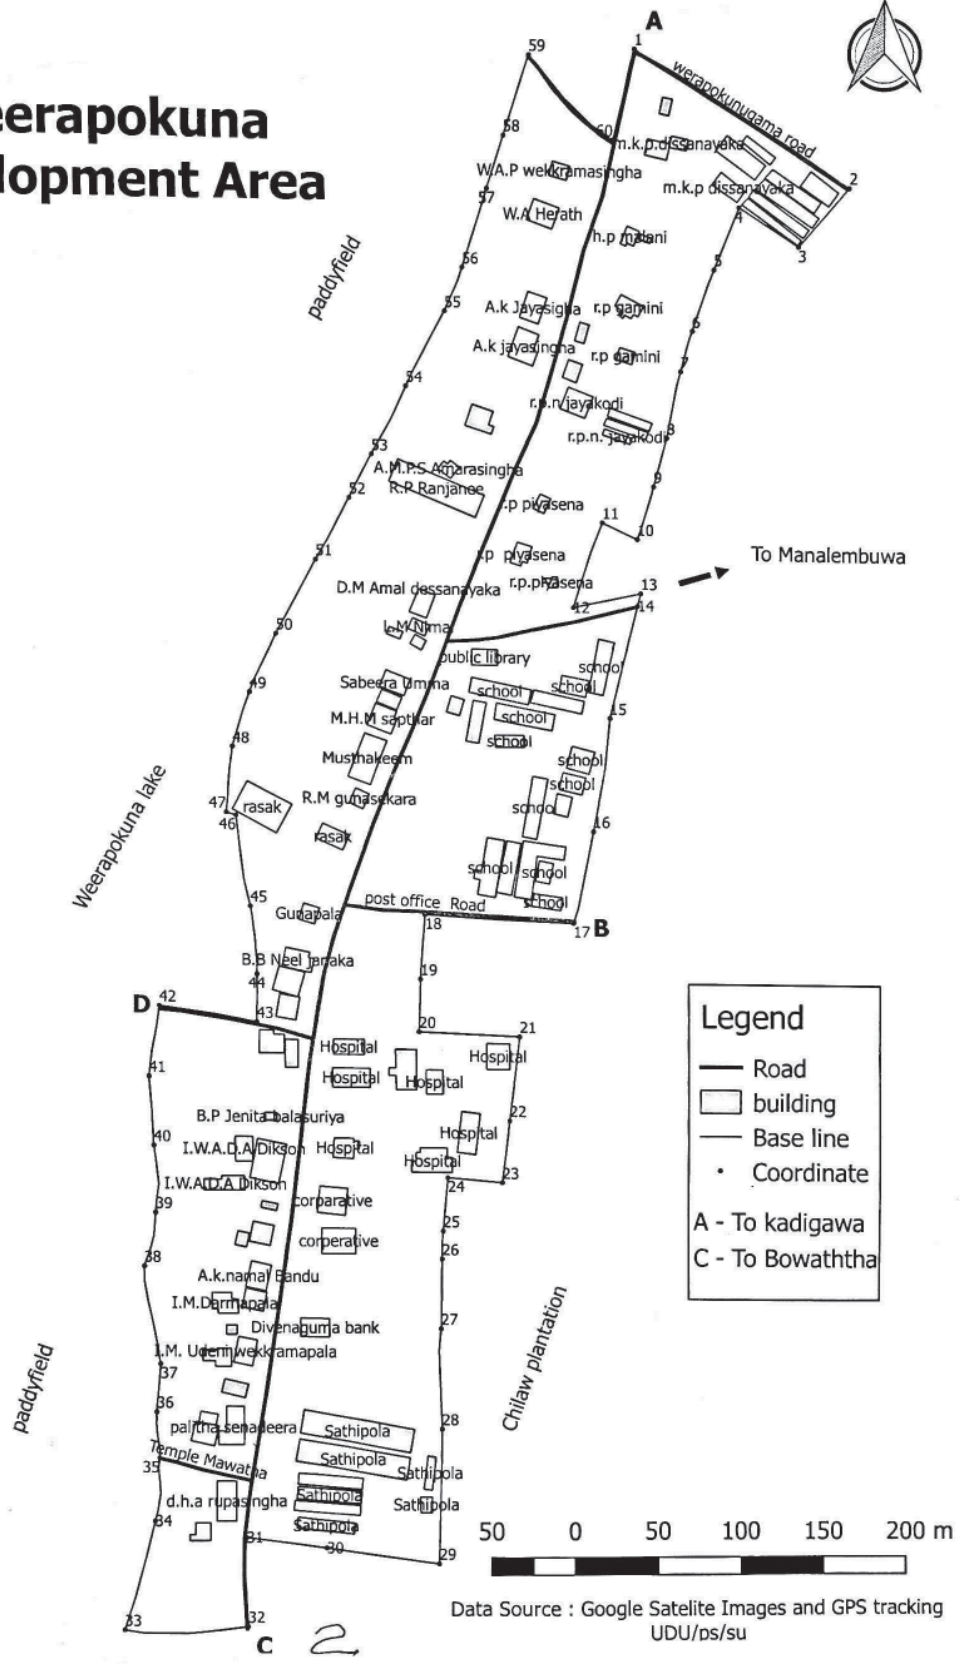 A
59
1
werapokunugama road
eerapokuna
58
60
m.k.p.dissanayaka
lopment Area
W.A.P wekkramasingha
m.k.p dissanayaka
2
57
W.A Herath
4
h.p malani
3
56
5
paddyfield
55
A.k Jayasigha
r.p gamini
6
A.k jayasingha
r.p gamini
7
54
r.p.n jayakodi
r.p.n. jayakodi
8
53
A.M.P.S Amarasingha
R.P Ranjanee
52
9
r.p piyasena
11
10
51
r.p piyasena
To Manalembuwa
r.p.piyasena
D.M Amal dessanayaka
13
12
14
50
public library
school
Sabeera Umma
school
school
49
M.H.M sapthar
school
15
48
school
Musthakeem
school
school
R.M gunasekara
47
rasak
school
46
rasak
16
Weerapokuna lake
school
school
45
Gunapala
post office Road
school
18
17 B
B.B Neel janaka
44
19
D 42
43
20
21
Hospital
Hospital
41
Hospital
Hospital
B.P Jenita balasuriya
22
40
I.W.A.D.A Dikson
Hospital
Hospital
Hospital
I.W.A.D.A Dikson
23
24
39
corparative
25
corperative
26
38
A.k.namal Bandu
I.M.Darmapala
Divenaguma bank
27
I.M. Udeni wekkramapala
37
Chilaw plantation
paddyfield
36
palitha senadeera
Sathipola
28
Temple Mawatha
35
Sathipola
Sathipola
d.h.a rupasingha
Sathipola
Sathipola
34
Sathipola
31
30
29
33
32
C 2
Legend
Road
building
Base line
Coordinate
A - To kadigawa
C - To Bowaththa
50 0 50 100 150 200 m
Data Source : Google Satelite Images and GPS tracking
UDU/ps/su